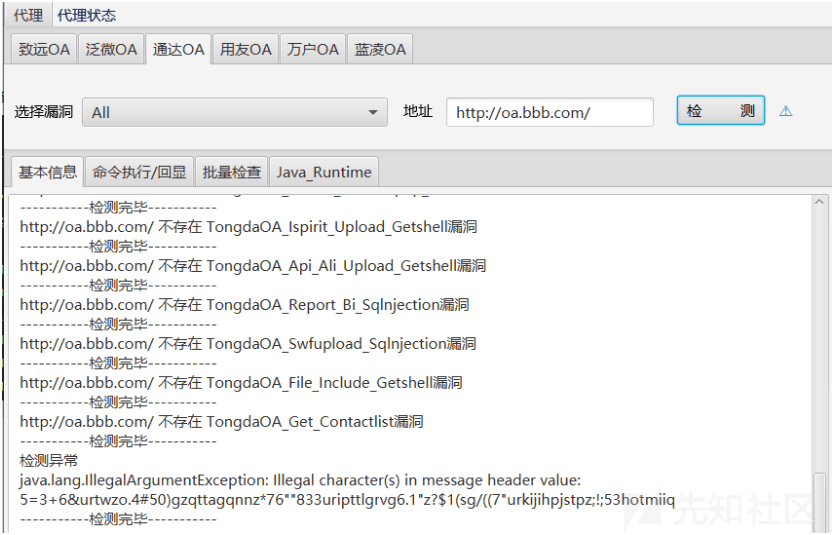 代理 代理状态
致远OA 泛微OA 通达OA 用友OA 万户OA 蓝凌OA
选择漏洞 All 地址 http://oa.bbb.com/ 检 测
基本信息 命令执行/回显 批量检查 Java_Runtime
-----------检测完毕-----------
http://oa.bbb.com/ 不存在 TongdaOA_Ispirit_Upload_Getshell漏洞
-----------检测完毕-----------
http://oa.bbb.com/ 不存在 TongdaOA_Api_Ali_Upload_Getshell漏洞
-----------检测完毕-----------
http://oa.bbb.com/ 不存在 TongdaOA_Report_Bi_Sqlnjection漏洞
-----------检测完毕-----------
http://oa.bbb.com/ 不存在 TongdaOA_Swfupload_Sqlnjection漏洞
-----------检测完毕-----------
http://oa.bbb.com/ 不存在 TongdaOA_File_Include_Getshell漏洞
-----------检测完毕-----------
http://oa.bbb.com/ 不存在 TongdaOA_Get_Contactlist漏洞
-----------检测完毕-----------
检测异常
java.lang.IllegalArgumentException: Illegal character(s) in message header value:
5=3+6&urtwzo.4#50)gzqttagqnnz*76""833uripttlgrvg6.1"z?$1(sg/((7"urkijihpjstpz;!;53hotmiiq
-----------检测完毕-----------
先知社区